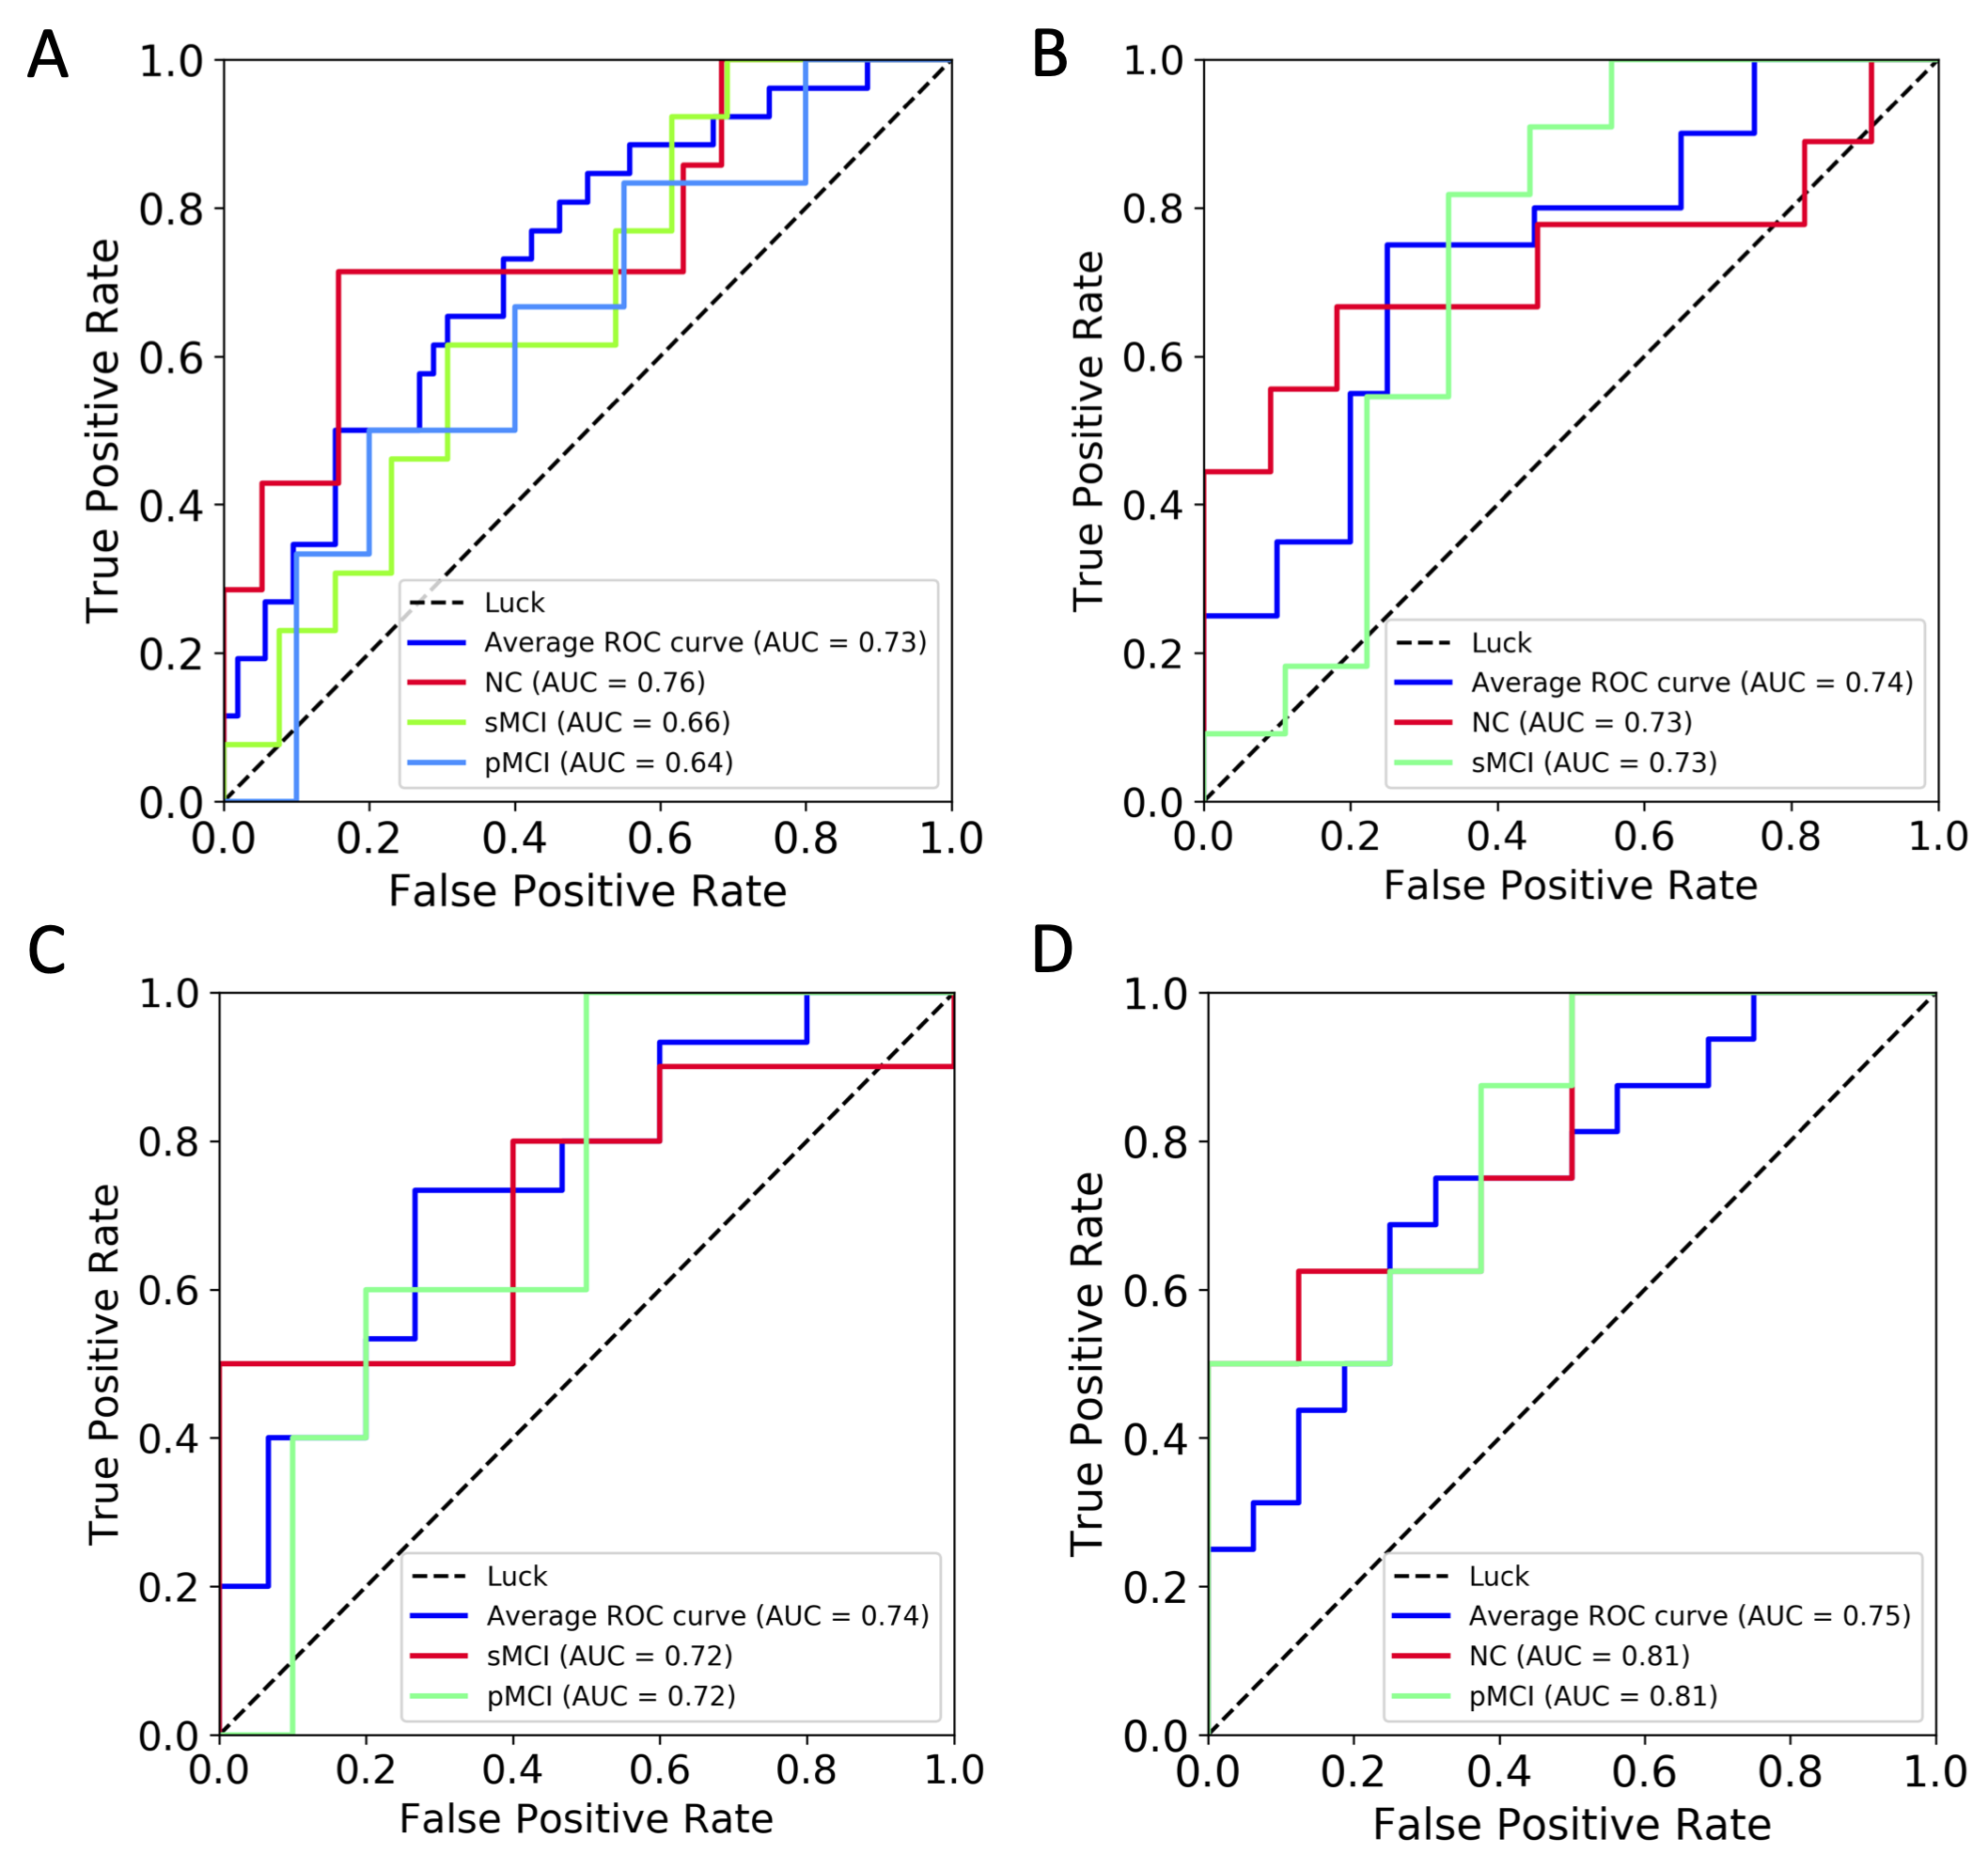 A
True Positive Rate
1.0
0.8
0.6
0.4
0.2
0.0
Luck
Average ROC curve (AUC = 0.73)
NC (AUC = 0.76)
sMCI (AUC = 0.66)
pMCI (AUC = 0.64)
0.0 0.2 0.4 0.6 0.8 1.0
False Positive Rate
B
True Positive Rate
1.0
0.8
0.6
0.4
0.2
0.0
Luck
Average ROC curve (AUC = 0.74)
NC (AUC = 0.73)
sMCI (AUC = 0.73)
0.0 0.2 0.4 0.6 0.8 1.0
False Positive Rate
C
True Positive Rate
1.0
0.8
0.6
0.4
0.2
0.0
Luck
Average ROC curve (AUC = 0.74)
sMCI (AUC = 0.72)
pMCI (AUC = 0.72)
0.0 0.2 0.4 0.6 0.8 1.0
False Positive Rate
D
True Positive Rate
1.0
0.8
0.6
0.4
0.2
0.0
Luck
Average ROC curve (AUC = 0.75)
NC (AUC = 0.81)
pMCI (AUC = 0.81)
0.0 0.2 0.4 0.6 0.8 1.0
False Positive Rate